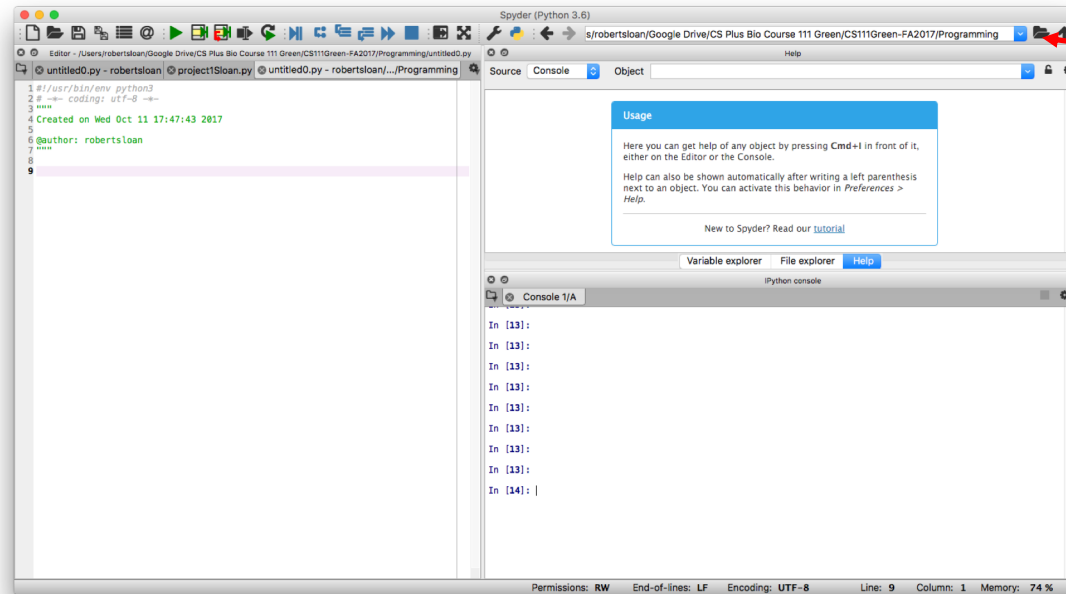 Spyder (Python 3.6)
s/robertsloan/Google Drive/CS Plus Bio Course 111 Green/CS111Green-FA2017/Programming
Editor - /Users/robertsloan/Google Drive/CS Plus Bio Course 111 Green/CS111Green-FA2017/Programming/untitled0.py
untitled0.py - robertsloan project1Sloan.py untitled0.py - robertsloan/.../Programming
1 #!/usr/bin/env python3
2 # -*- coding: utf-8 -*-
3 """
4 Created on Wed Oct 11 17:47:43 2017
5
6 @author: robertsloan
7 """
8
9
Help
Source Console Object
Usage
Here you can get help of any object by pressing Cmd+I in front of it,
either on the Editor or the Console.
Help can also be shown automatically after writing a left parenthesis
next to an object. You can activate this behavior in Preferences >
Help.
New to Spyder? Read our tutorial
Variable explorer File explorer Help
IPython console
Console 1/A
In [13]:
In [13]:
In [13]:
In [13]:
In [13]:
In [13]:
In [13]:
In [13]:
In [14]:
Permissions: RW End-of-lines: LF Encoding: UTF-8 Line: 9 Column: 1 Memory: 74 %